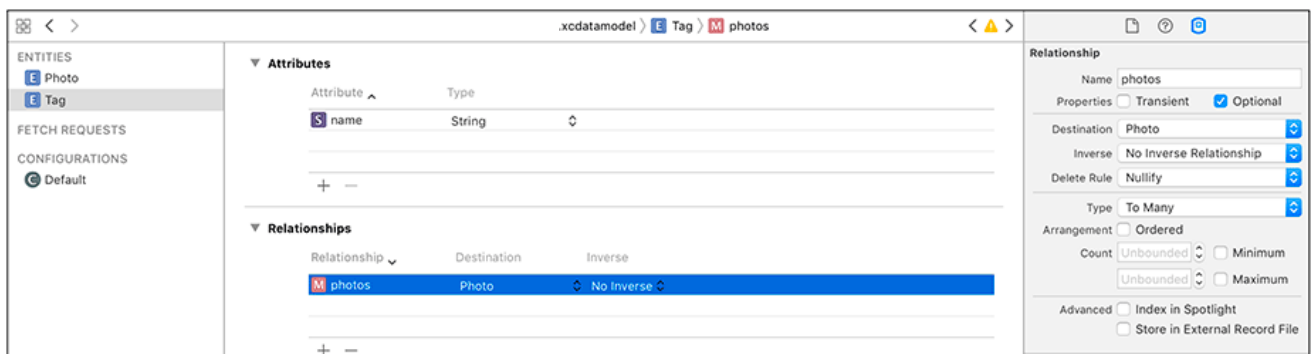 .xcdatamodel 〉 E Tag 〉 M photos
ENTITIES
E Photo
E Tag
FETCH REQUESTS
CONFIGURATIONS
C Default
Attributes
Attribute Type
S name String
+ −
Relationships
Relationship Destination Inverse
M photos Photo No Inverse
+ −
Relationship
Name photos
Properties Transient Optional
Destination Photo
Inverse No Inverse Relationship
Delete Rule Nullify
Type To Many
Arrangement Ordered
Count Unbounded Minimum
Unbounded Maximum
Advanced Index in Spotlight
Store in External Record File